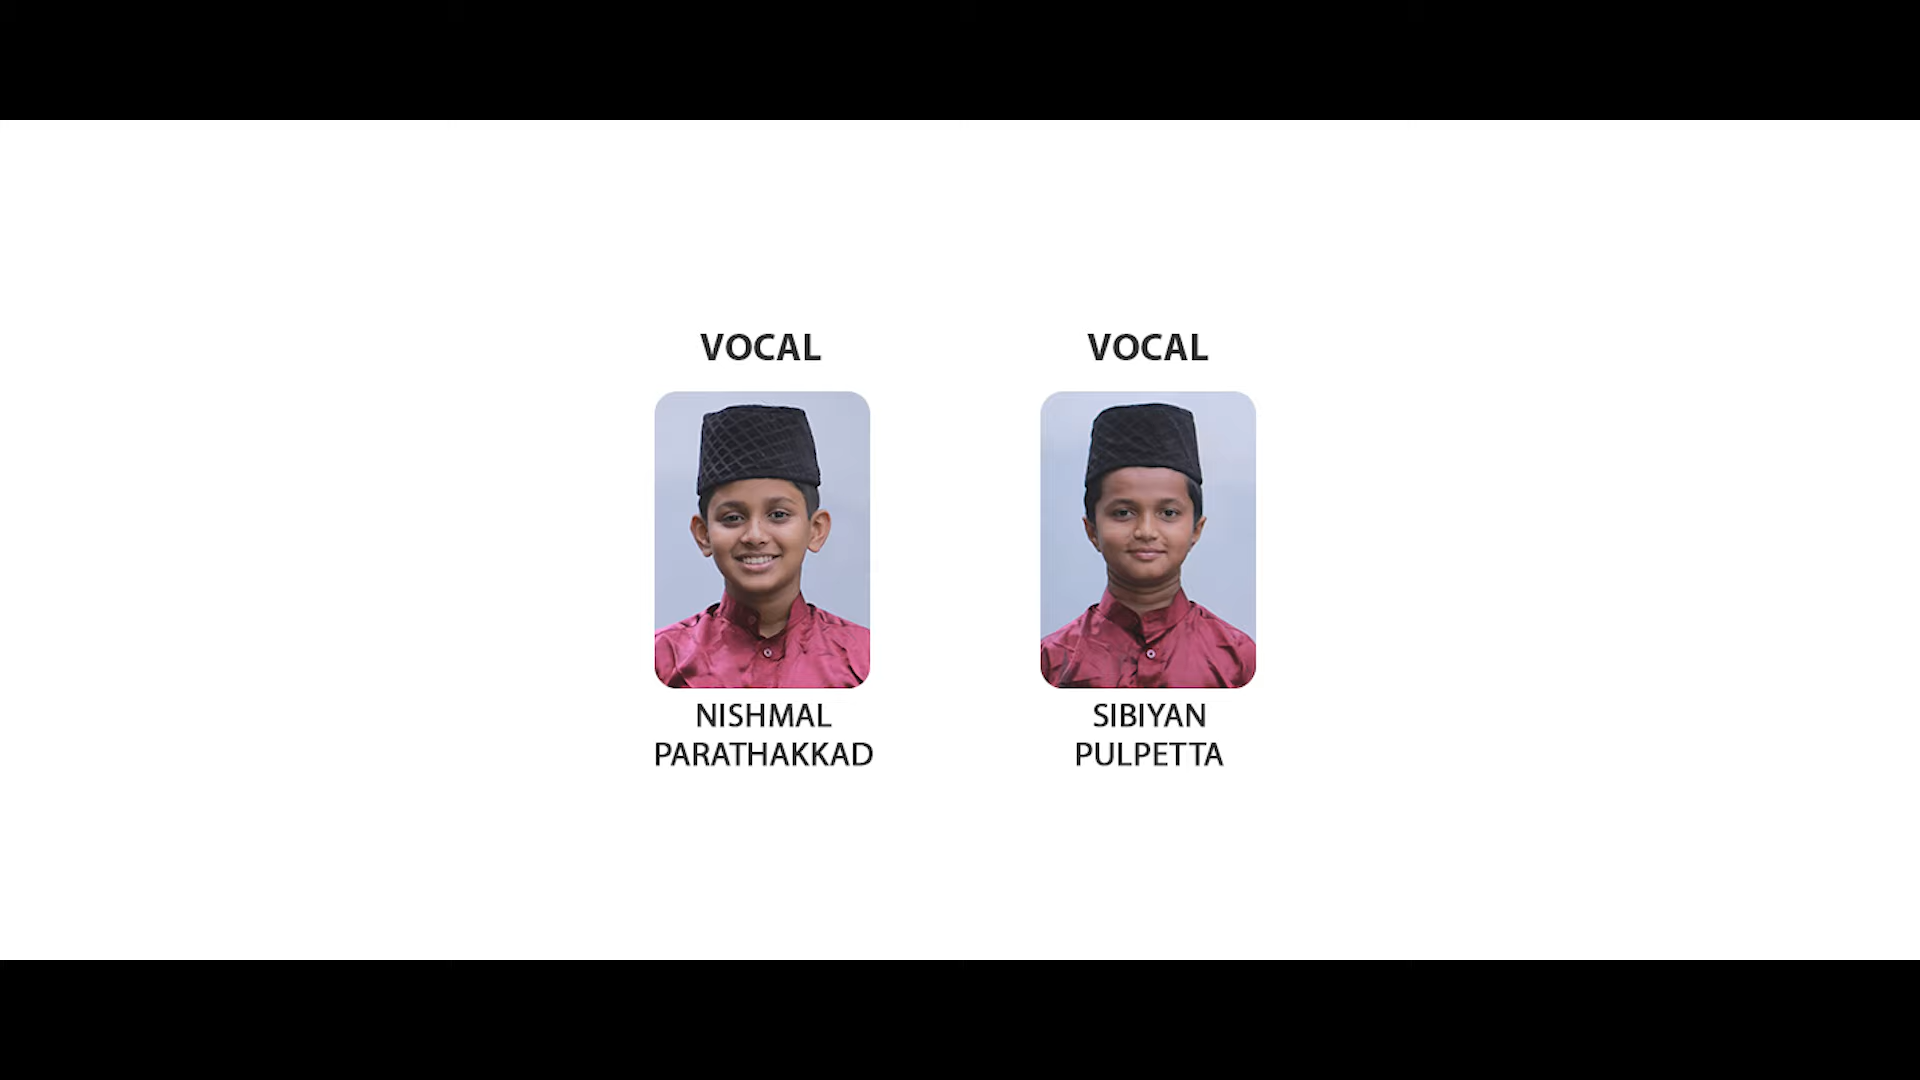 VOCAL
NISHMAL
PARATHAKKAD
VOCAL
SIBIYAN
PULPETTA